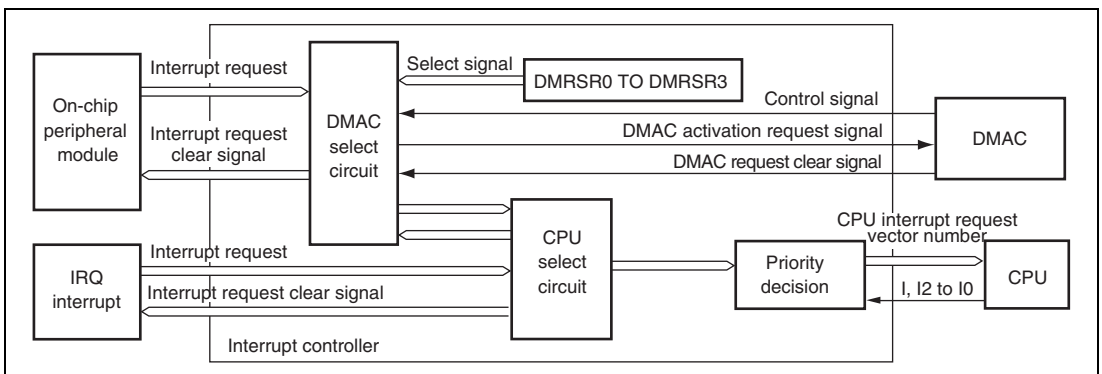 Interrupt request
On-chip
peripheral
module
Interrupt request
clear signal
DMAC
select
circuit
Select signal
DMRSR0 TO DMRSR3
Control signal
DMAC activation request signal
DMAC request clear signal
DMAC
IRQ
interrupt
Interrupt request
Interrupt request clear signal
CPU
select
circuit
Priority
decision
CPU interrupt request
vector number
I, I2 to I0
CPU
Interrupt controller